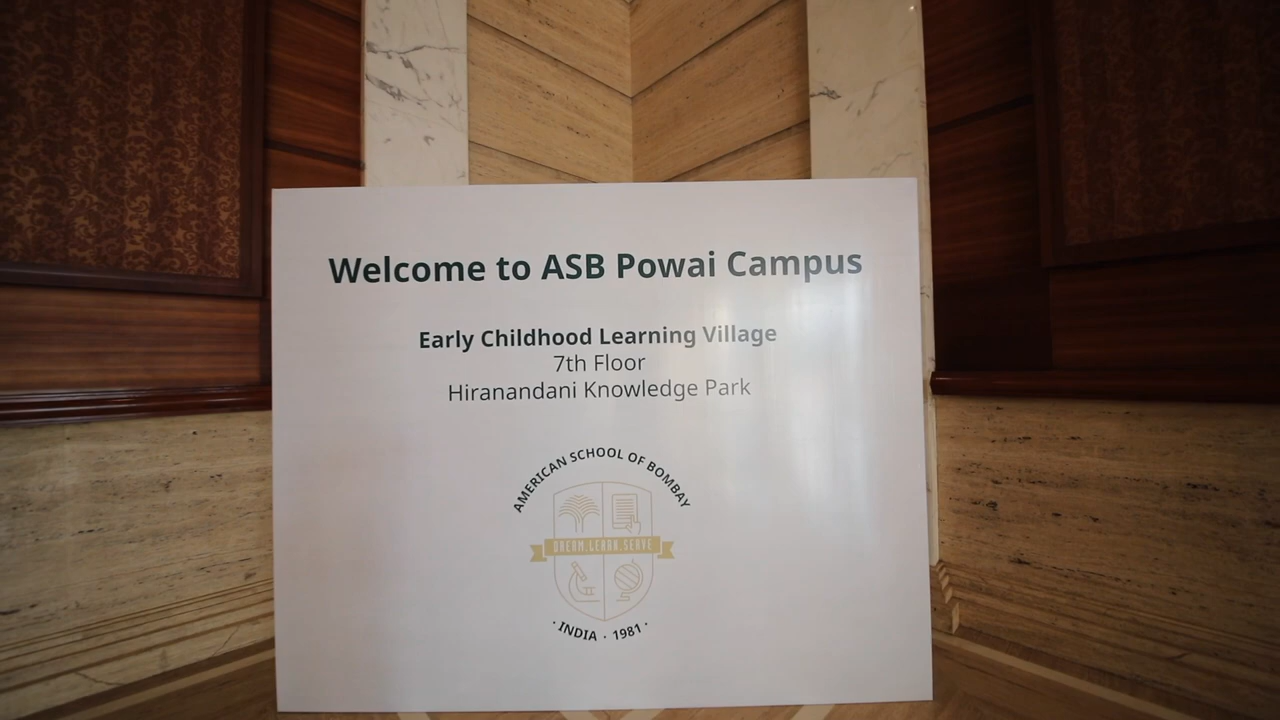 Welcome to ASB Powai Campus
Early Childhood Learning Village
7th Floor
Hiranandani Knowledge Park
AMERICAN SCHOOL OF BOMBAY
DREAM.LEARN.SERVE
· INDIA · 1981 ·